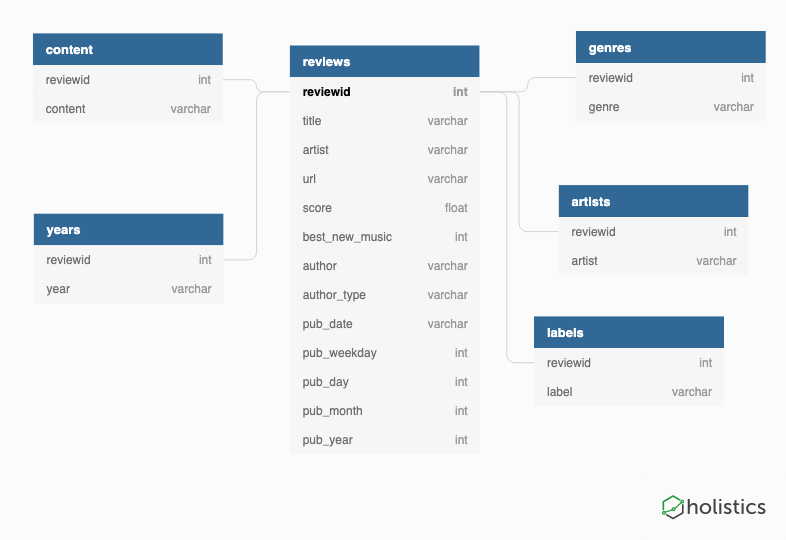 content
reviewid int
content varchar
years
reviewid int
year varchar
reviews
reviewid int
title varchar
artist varchar
url varchar
score float
best_new_music int
author varchar
author_type varchar
pub_date varchar
pub_weekday int
pub_day int
pub_month int
pub_year int
genres
reviewid int
genre varchar
artists
reviewid int
artist varchar
labels
reviewid int
label varchar
holistics